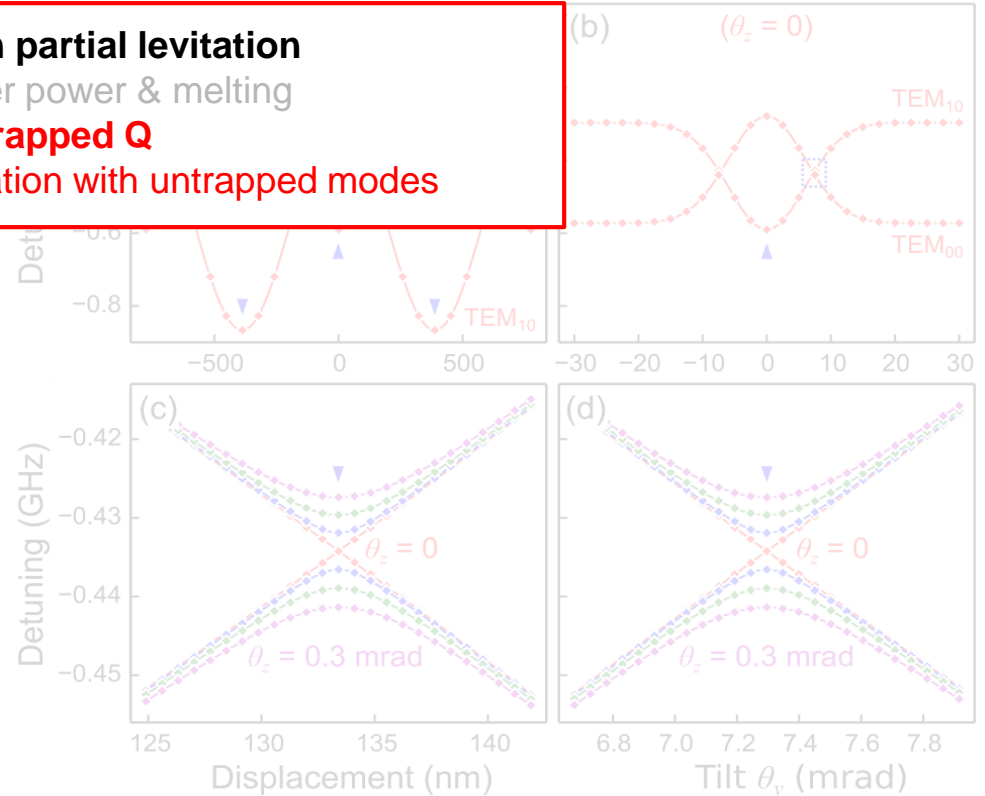 partial levitation
power & melting
Q
with untrapped modes
(b) (θz = 0)
TEM10
TEM00
−0.6
−0.8
TEM10
−500 0 500
−30 −20 −10 0 10 20 30
(c)
(d)
Detuning (GHz)
−0.42
−0.43
−0.44
−0.45
θz = 0
θz = 0
θz = 0.3 mrad
θz = 0.3 mrad
125 130 135 140
6.8 7.0 7.2 7.4 7.6 7.8
Displacement (nm)
Tilt θy (mrad)